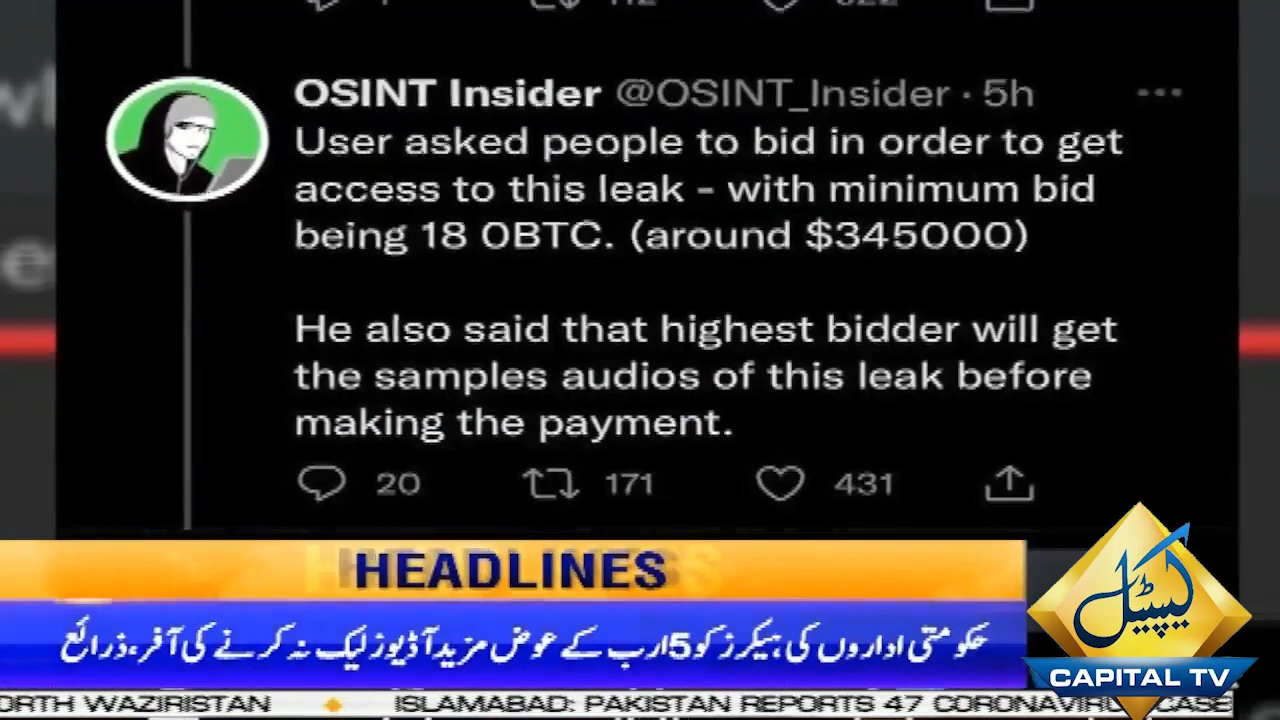 OSINT Insider @OSINT_Insider · 5h
User asked people to bid in order to get
access to this leak - with minimum bid
being 18 0BTC. (around $345000)
He also said that highest bidder will get
the samples audios of this leak before
making the payment.
20 171 431
HEADLINES
حکومتی اداروں کی ہیکرز کو 5 ارب کے عوض مزید آڈیوز لیک نہ کرنے کی آفر، ذرائع
کیپیٹل
CAPITAL TV
ORTH WAZIRISTAN ISLAMABAD: PAKISTAN REPORTS 47 CORONAVIRUS CASE